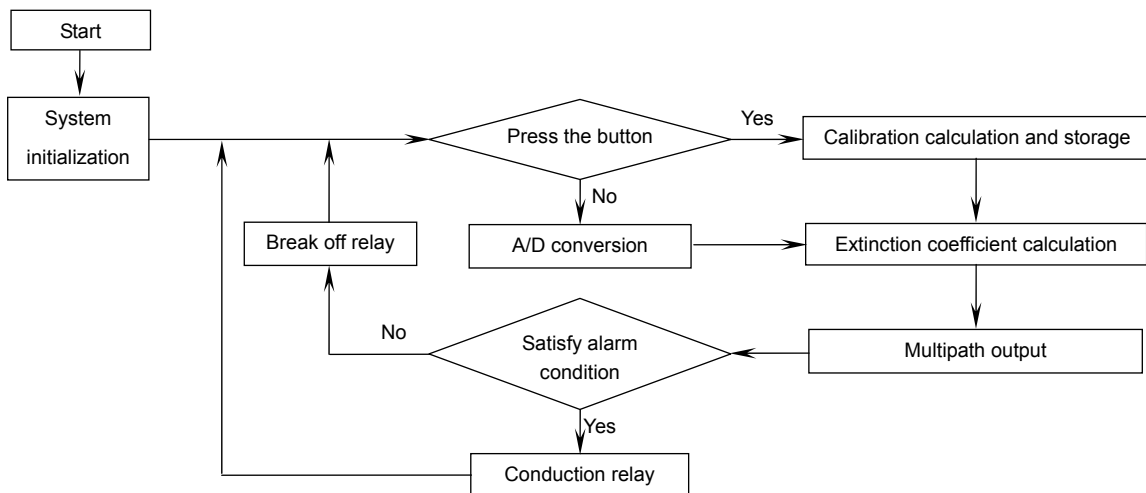 Start
System
initialization
Press the button
Yes
Calibration calculation and storage
No
Break off relay
A/D conversion
Extinction coefficient calculation
No
Satisfy alarm
condition
Multipath output
Yes
Conduction relay